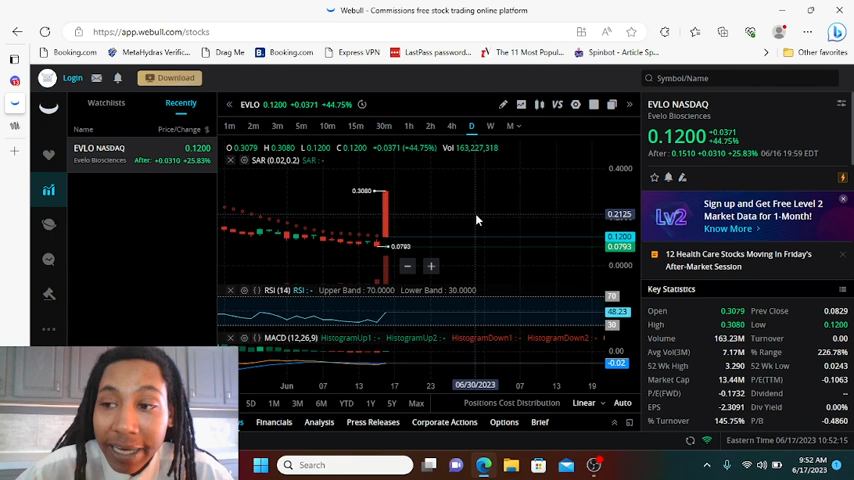 Webull - Commissions free stock trading online platform
https://app.webull.com/stocks
Booking.com
MetaHydras Verific...
Drag Me
Booking.com
Express VPN
LastPass password...
The 11 Most Popul...
Spinbot - Article Sp...
Other favorites
Login
Download
Symbol/Name
Watchlists
Recently
Name
Price/Change
EVLO NASDAQ
0.1200
Evelo Biosciences
After: +0.0310 +25.83%
EVLO 0.1200 +0.0371 +44.75%
VS
1m 2m 3m 5m 10m 15m 30m 1h 2h 4h D W M
O 0.3079 H 0.3080 L 0.1200 C 0.1200 +0.0371 (+44.75%) Vol 163,227,318
SAR (0.02,0.2) SAR : -
0.4000
0.3080
0.2125
0.1200
0.0793
0.0793
0.0000
RSI (14) RSI : - Upper Band : 70.0000 Lower Band : 30.0000
70
48.23
30
MACD (12,26,9) HistogramUp1 : - HistogramUp2 : - HistogramDown1 : - HistogramDown2 : -
0.00
-0.02
Jun 07 13 17 23 06/30/2023 07 13 19
5D 1M 3M 6M YTD 1Y 5Y Max
Positions Cost Distribution
Linear
Auto
Financials Analysis Press Releases Corporate Actions Options Brief
EVLO NASDAQ
Evelo Biosciences
0.1200 +0.0371
+44.75%
After : 0.1510 +0.0310 +25.83% 06/16 19:59 EDT
Lv2
Sign up and Get Free Level 2
Market Data for 1-Month!
Know More >
12 Health Care Stocks Moving In Friday's
After-Market Session
Key Statistics
Open 0.3079 Prev Close 0.0829
High 0.3080 Low 0.1200
Volume 163.23M Turnover 0.00
Avg Vol(3M) 7.17M % Range 226.78%
52 Wk High 3.290 52 Wk Low 0.0243
Market Cap 13.44M P/E(TTM) -0.1063
P/E(FWD) -0.1732 Dividend --
EPS -2.3091 Div Yield 0.00%
% Turnover 145.75% P/B -0.4860
Eastern Time 06/17/2023 10:52:15
Search
9:52 AM
6/17/2023